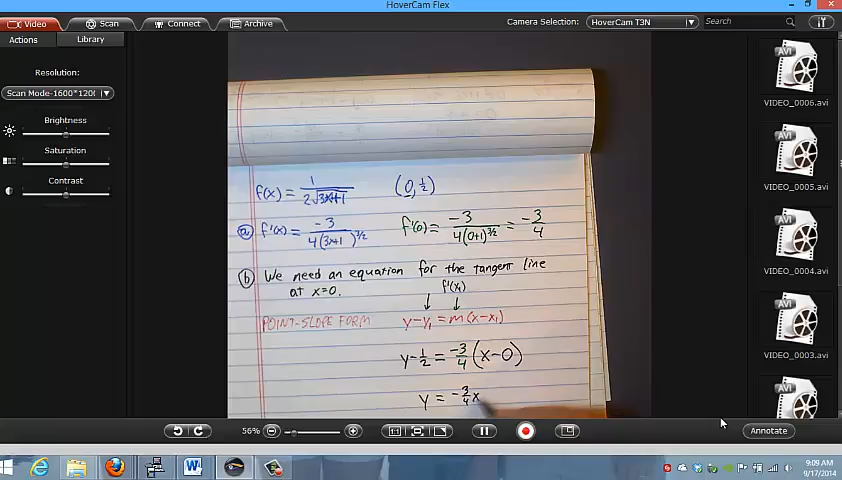 HoverCam Flex
Video Scan Connect Archive Camera Selection: HoverCam T3N Search
Actions Library
Resolution:
Scan Mode-1600*1200
Brightness
Saturation
Contrast
f(x) = 1/(2√3x+1) (0, 1/2)
ⓐ f'(x) = -3/(4(3x+1)^3/2) f'(0) = -3/(4(0+1)^3/2) = -3/4
ⓑ We need an equation for the tangent line
at x=0. f'(x₁)
POINT-SLOPE FORM y-y₁ = m(x-x₁)
y-1/2 = -3/4(x-0)
y = -3/4x
VIDEO_0006.avi
VIDEO_0005.avi
VIDEO_0004.avi
VIDEO_0003.avi
56%
Annotate
9:09 AM
9/17/2014